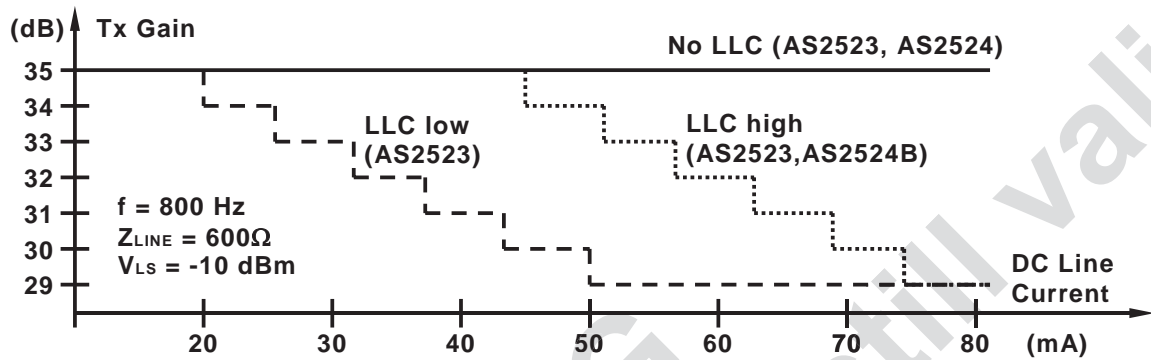 (dB) Tx Gain
No LLC (AS2523, AS2524)
35
34
33
32
31
30
29
LLC low
(AS2523)
LLC high
(AS2523,AS2524B)
f = 800 Hz
ZLINE = 600Ω
VLS = -10 dBm
DC Line
Current
20 30 40 50 60 70 80 (mA)
still vali